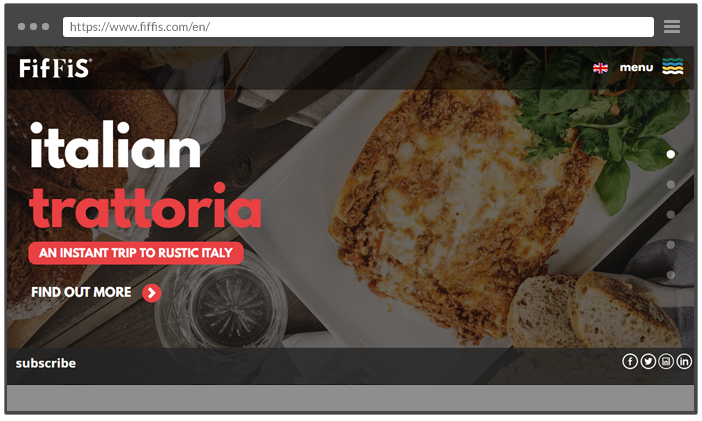 https://www.fiffis.com/en/
FifFiS®
menu
italian
trattoria
AN INSTANT TRIP TO RUSTIC ITALY
FIND OUT MORE
subscribe